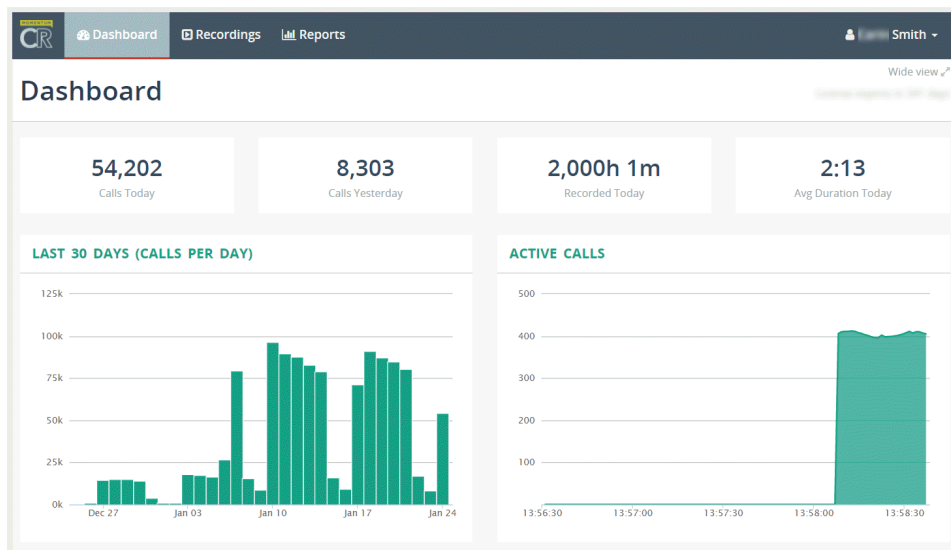 MOMENTUM
CR
Dashboard
Recordings
Reports
Smith
Wide view
Dashboard
54,202
Calls Today
8,303
Calls Yesterday
2,000h 1m
Recorded Today
2:13
Avg Duration Today
LAST 30 DAYS (CALLS PER DAY)
125k
100k
75k
50k
25k
0k
Dec 27
Jan 03
Jan 10
Jan 17
Jan 24
ACTIVE CALLS
500
400
300
200
100
13:56:30
13:57:00
13:57:30
13:58:00
13:58:30